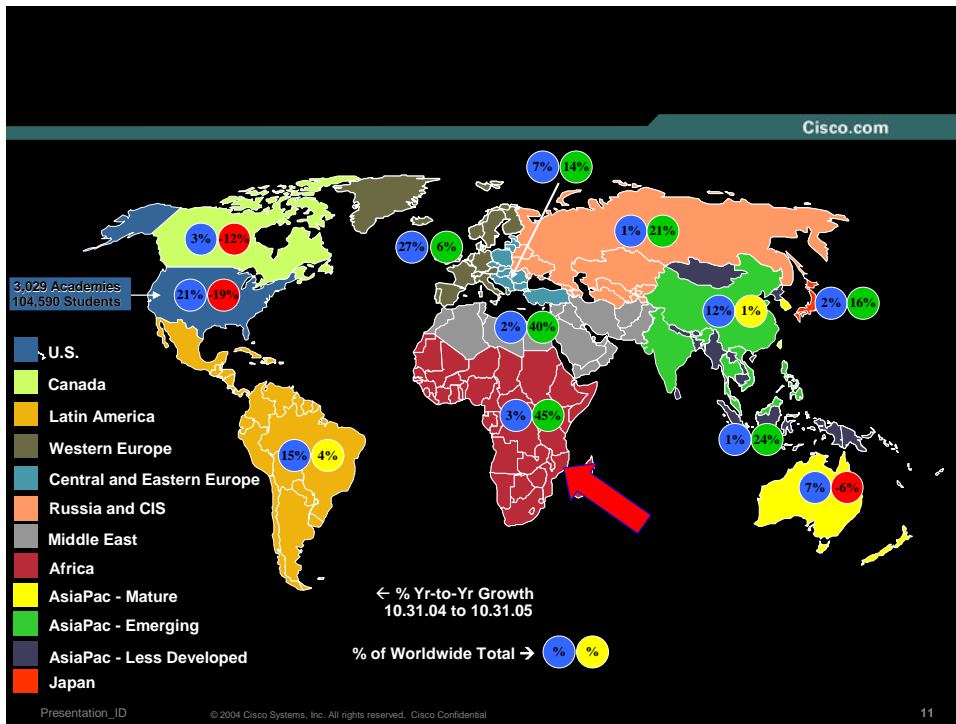 Cisco.com
7% 14%
3% -12%
27% 6%
1% 21%
3,029 Academies
104,590 Students
21% -19%
12% 1%
2% 16%
2% 40%
3% 45%
1% 24%
15% 4%
7% -6%
U.S.
Canada
Latin America
Western Europe
Central and Eastern Europe
Russia and CIS
Middle East
Africa
AsiaPac - Mature
AsiaPac - Emerging
AsiaPac - Less Developed
Japan
← % Yr-to-Yr Growth
10.31.04 to 10.31.05
% of Worldwide Total → % %
Presentation_ID
© 2004 Cisco Systems, Inc. All rights reserved. Cisco Confidential
11